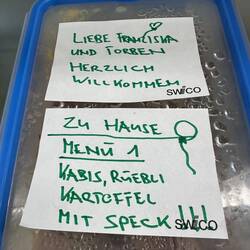 LIEBE FRANZISKA
UND TORBEN
HERZLICH
WILLKOMMEN
SWICO
ZU HAUSE
MENÜ 1
KABIS, RÜEBLI
KARTOFFEL
MIT SPECK!!!
SWICO